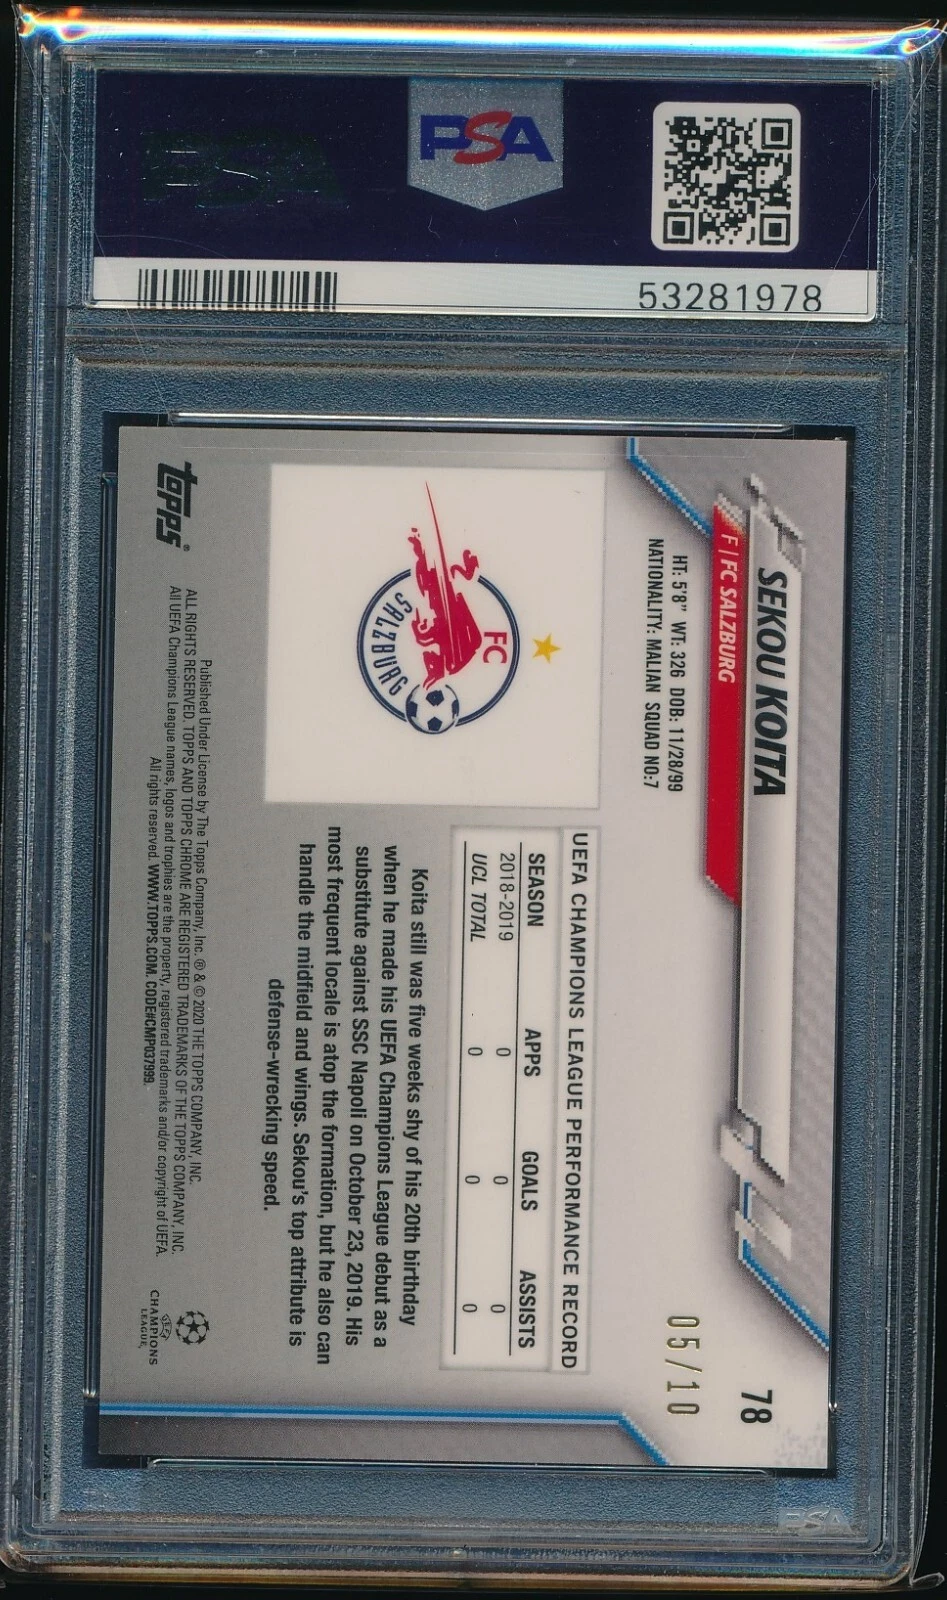 PSA
53281978
SEKOU KOITA
78
F | FC SALZBURG
05/10
HT: 5'8" WT: 326 DOB: 11/28/99
NATIONALITY: MALIAN SQUAD NO:7
FC
SALZBURG
UEFA CHAMPIONS LEAGUE PERFORMANCE RECORD
SEASON APPS GOALS ASSISTS
2018-2019 0 0 0
UCL TOTAL 0 0 0
Koita still was five weeks shy of his 20th birthday
when he made his UEFA Champions League debut as a
substitute against SSC Napoli on October 23, 2019. His
most frequent locale is atop the formation, but he also can
handle the midfield and wings. Sekou's top attribute is
defense-wrecking speed.
topps®
Published Under License by The Topps Company, Inc. ® & © 2020 THE TOPPS COMPANY, INC.
ALL RIGHTS RESERVED. TOPPS AND TOPPS CHROME ARE REGISTERED TRADEMARKS OF THE TOPPS COMPANY, INC.
All UEFA Champions League names, logos and trophies are the property, registered trademarks and/or copyright of UEFA.
All rights reserved. WWW.TOPPS.COM. CODE#CMP037999.
UEFA
CHAMPIONS
LEAGUE
PSA